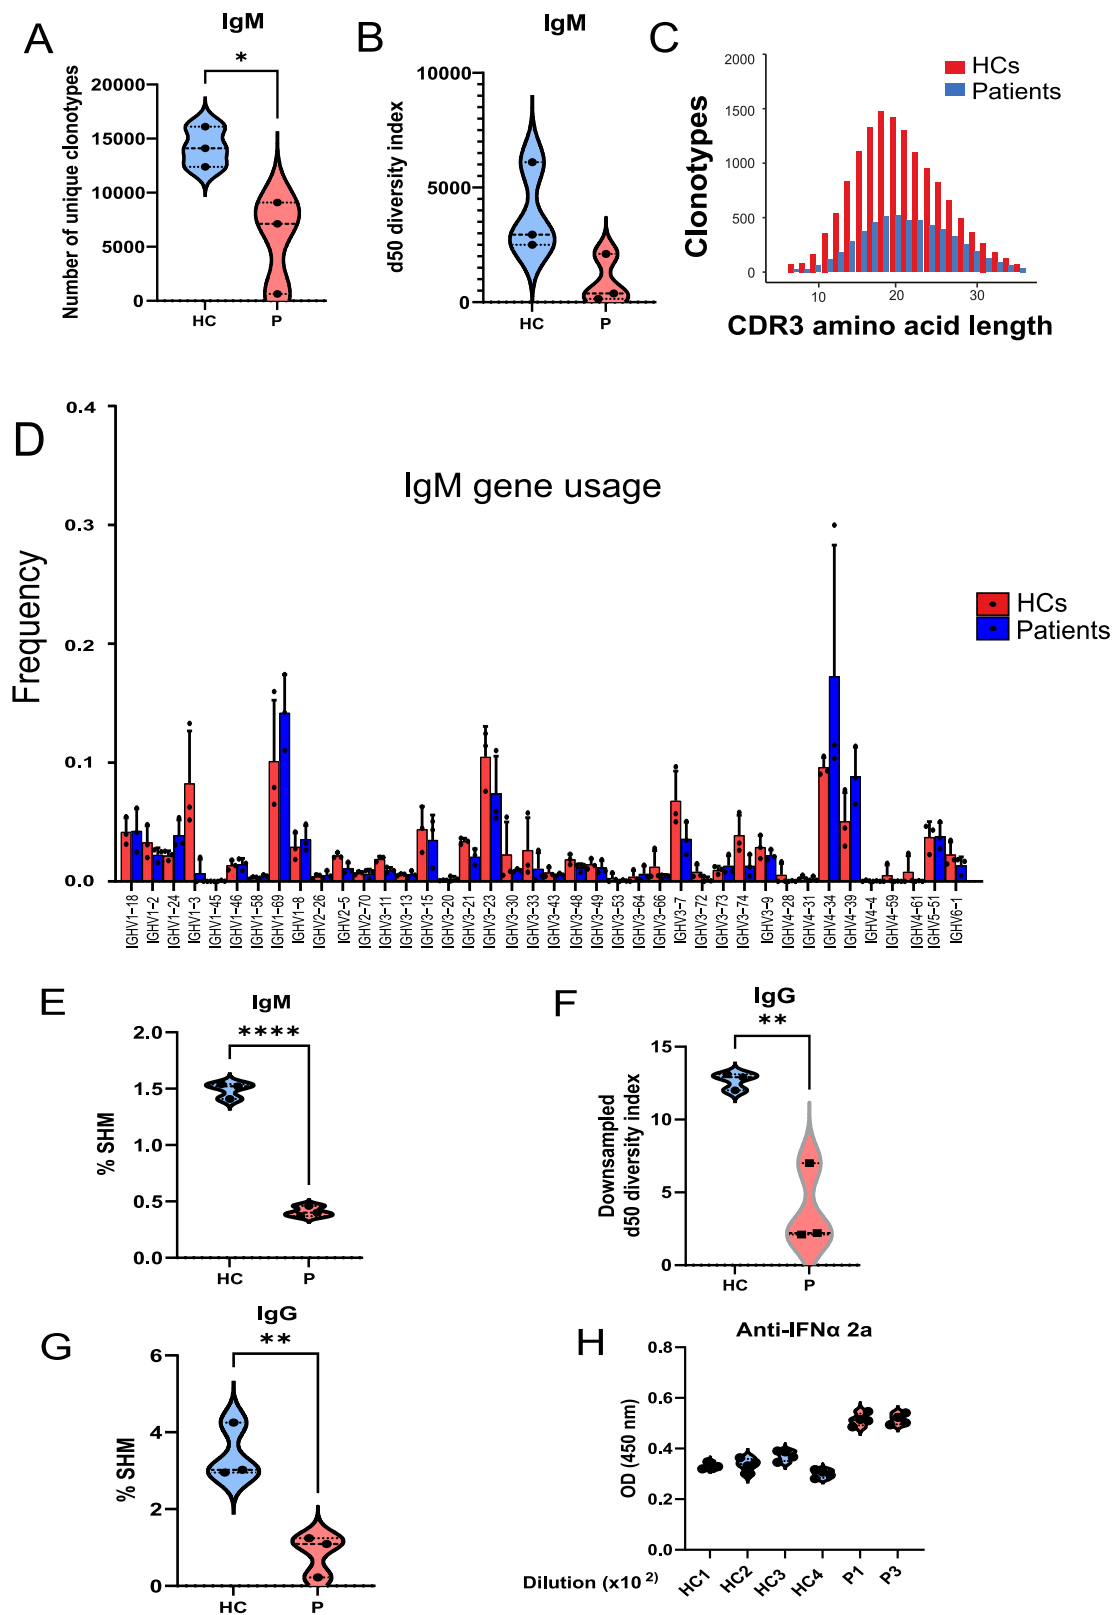 A
IgM
*
Number of unique clonotypes
20000
15000
10000
5000
0
HC
P
B
IgM
d50 diversity index
10000
5000
0
HC
P
C
HCs
Patients
Clonotypes
2000
1500
1000
500
0
10
20
30
CDR3 amino acid length
D
IgM gene usage
Frequency
0.4
0.3
0.2
0.1
0.0
HCs
Patients
IGHV1-18
IGHV1-2
IGHV1-24
IGHV1-3
IGHV1-45
IGHV1-46
IGHV1-58
IGHV1-69
IGHV1-8
IGHV2-26
IGHV2-5
IGHV2-70
IGHV3-11
IGHV3-13
IGHV3-15
IGHV3-20
IGHV3-21
IGHV3-23
IGHV3-30
IGHV3-33
IGHV3-43
IGHV3-48
IGHV3-49
IGHV3-53
IGHV3-64
IGHV3-66
IGHV3-7
IGHV3-72
IGHV3-73
IGHV3-74
IGHV3-9
IGHV4-28
IGHV4-31
IGHV4-34
IGHV4-39
IGHV4-4
IGHV4-59
IGHV4-61
IGHV5-51
IGHV6-1
E
IgM
****
% SHM
2.0
1.5
1.0
0.5
0.0
HC
P
F
IgG
**
Downsampled
d50 diversity index
15
10
5
0
HC
P
G
IgG
**
% SHM
6
4
2
0
HC
P
H
Anti-IFNα 2a
OD (450 nm)
0.8
0.6
0.4
0.2
0.0
Dilution (x10²)
HC1
HC2
HC3
HC4
P1
P3